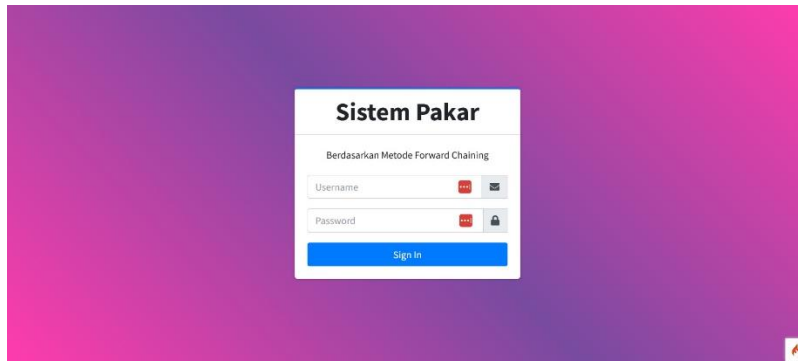 Sistem Pakar
Berdasarkan Metode Forward Chaining
Username
Password
Sign In